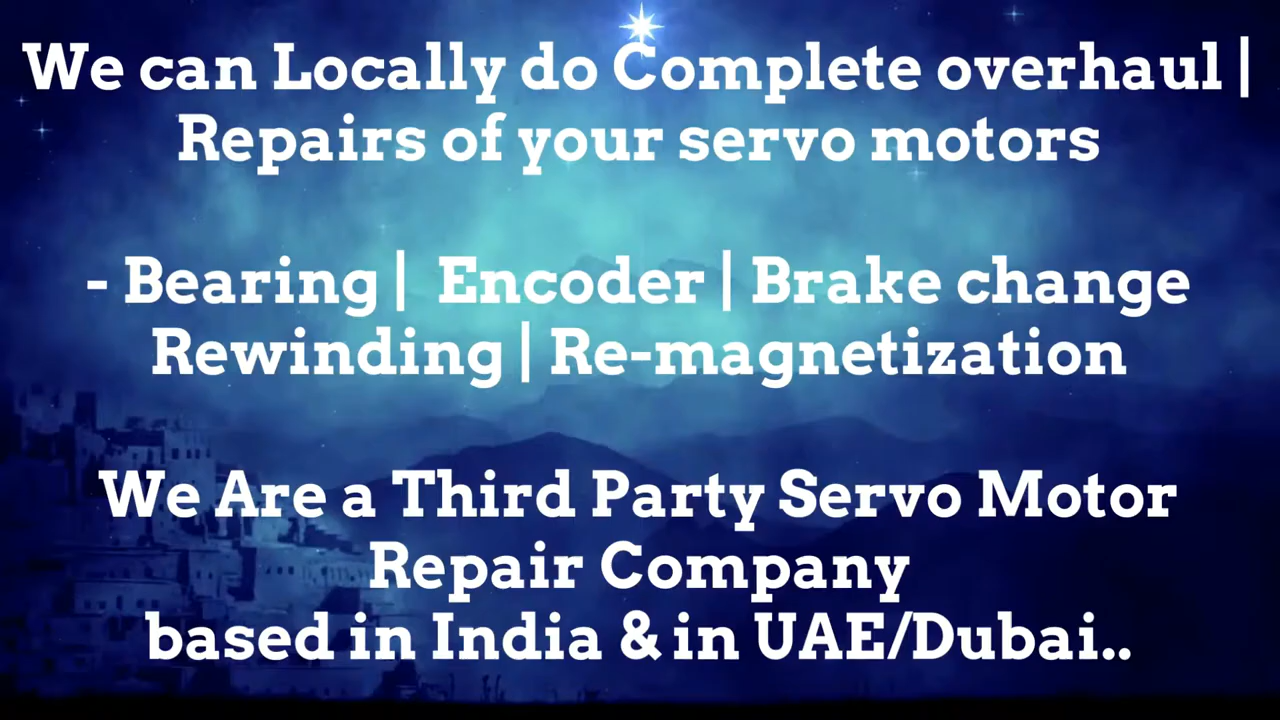 We can Locally do Complete overhaul |
Repairs of your servo motors
- Bearing | Encoder | Brake change
Rewinding | Re-magnetization
We Are a Third Party Servo Motor
Repair Company
based in India & in UAE/Dubai..